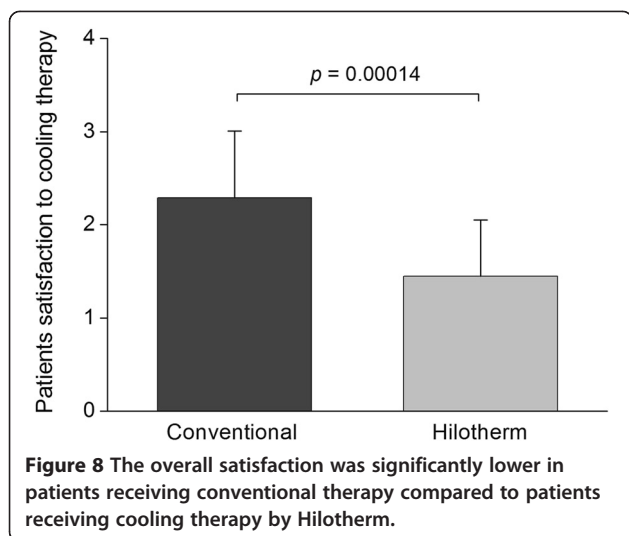 4
p = 0.00014
3
2
1
0
Patients satisfaction to cooling therapy
Conventional Hilotherm
Figure 8 The overall satisfaction was significantly lower in
patients receiving conventional therapy compared to patients
receiving cooling therapy by Hilotherm.